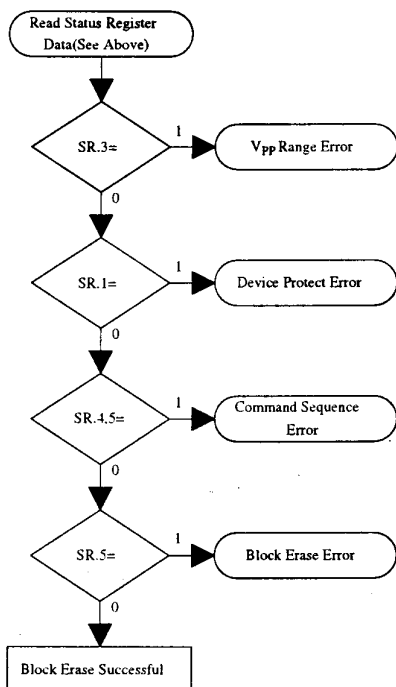 Read Status Register
Data(See Above)
SR.3=
1
VPP Range Error
0
SR.1=
1
Device Protect Error
0
SR.4,5=
1
Command Sequence
Error
0
SR.5=
1
Block Erase Error
0
Block Erase Successful